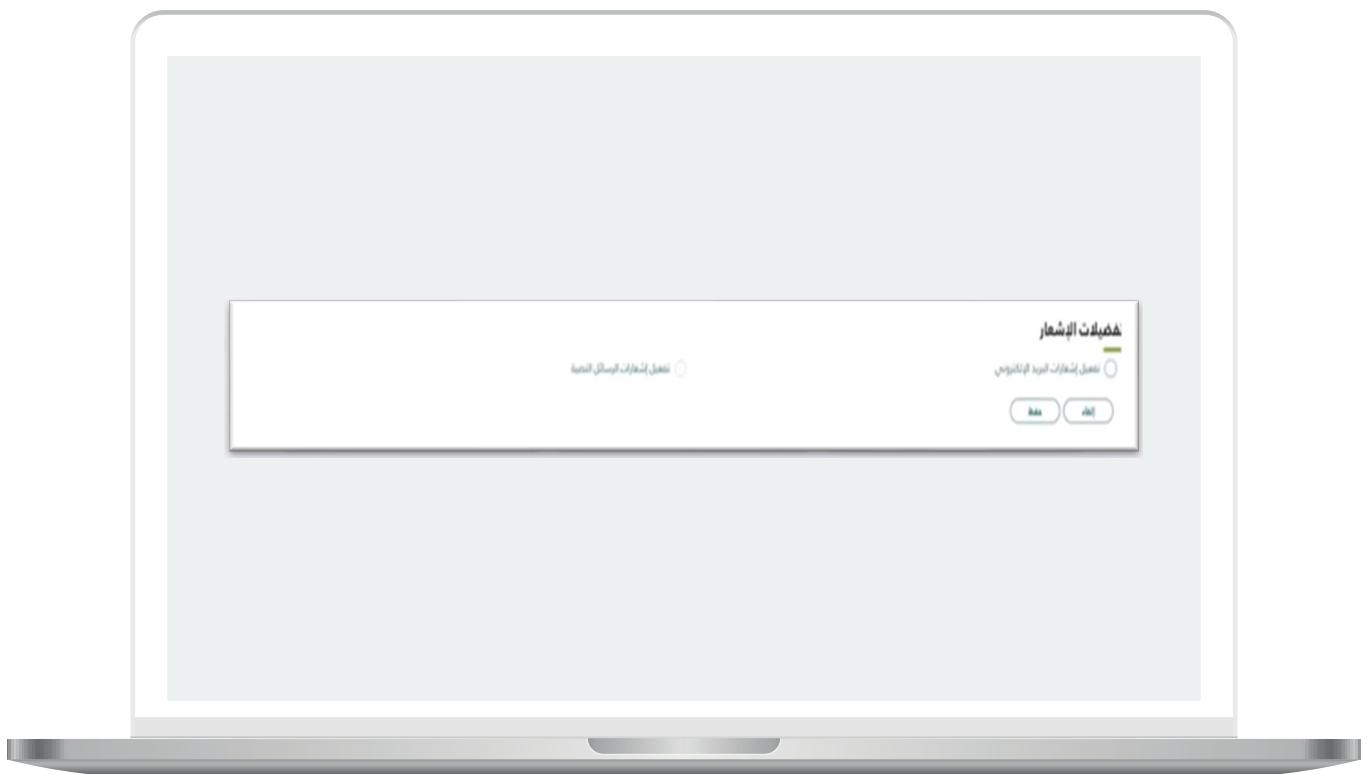 تفضيلات الإشعار
تفعيل إشعارات البريد الإلكتروني
تفعيل إشعارات الرسائل النصية
إلغاء
حفظ